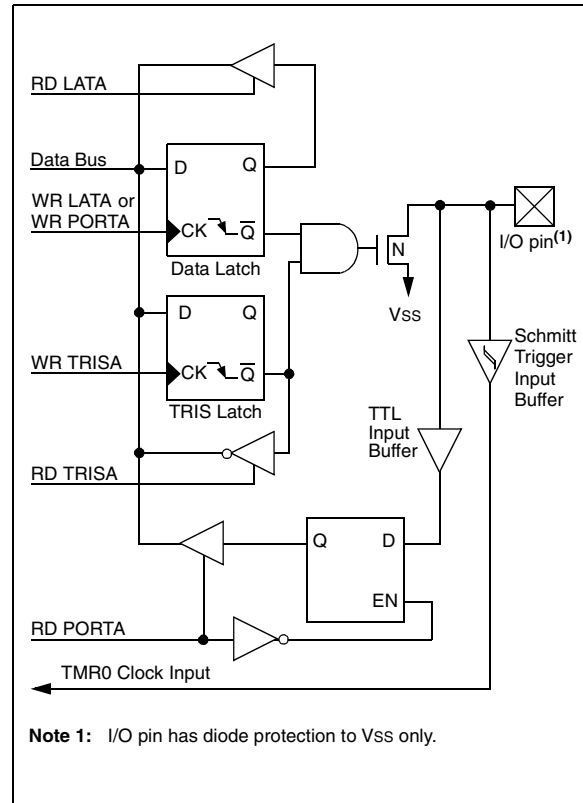 RD LATA
Data Bus
D Q
WR LATA or
WR PORTA
CK Q
Data Latch
N
I/O pin(1)
VSS
D Q
WR TRISA
CK Q
TRIS Latch
Schmitt
Trigger
Input
Buffer
TTL
Input
Buffer
RD TRISA
Q D
EN
RD PORTA
TMR0 Clock Input
Note 1: I/O pin has diode protection to VSS only.